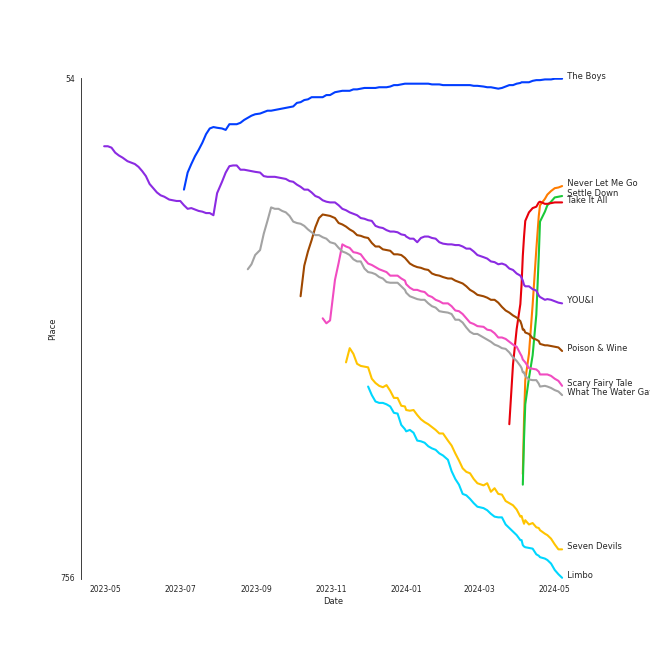 54
The Boys
Never Let Me Go
Settle Down
Take It All
YOU&I
Place
Poison & Wine
Scary Fairy Tale
What The Water Ga
Seven Devils
Limbo
756
2023-05 2023-07 2023-09 2023-11 2024-01 2024-03 2024-05
Date